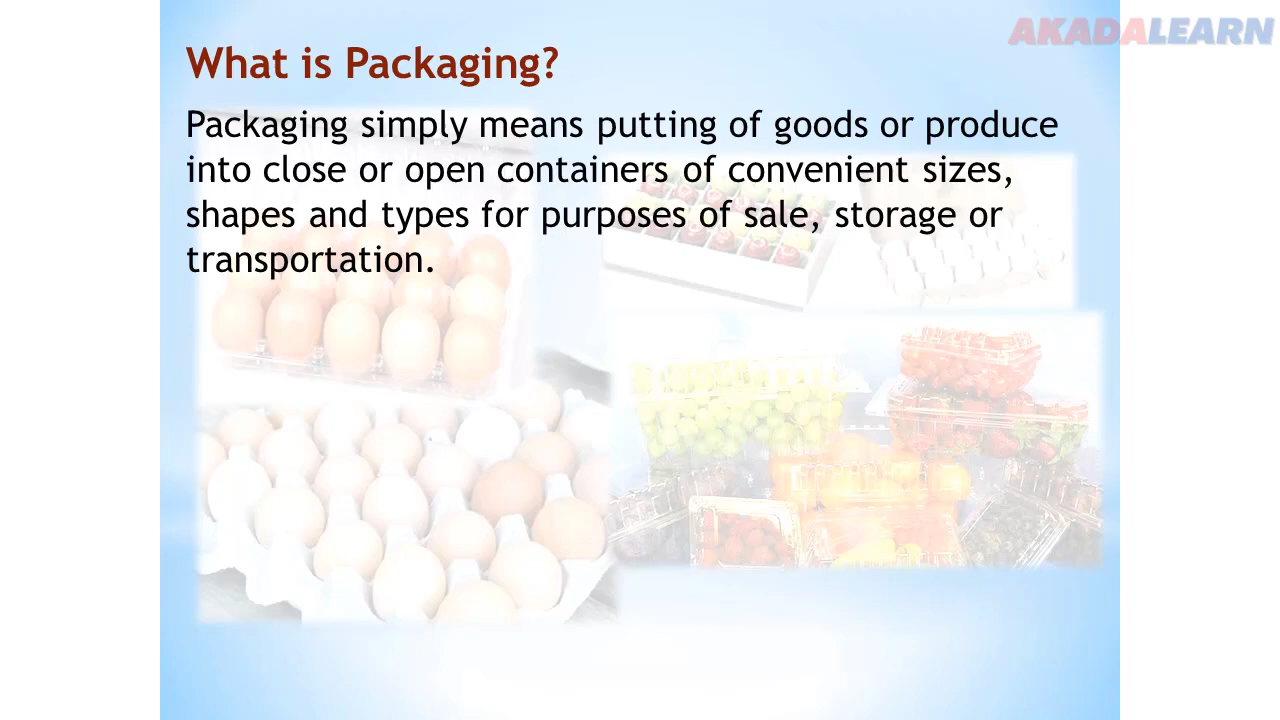 AKADALEARN
What is Packaging?
Packaging simply means putting of goods or produce
into close or open containers of convenient sizes,
shapes and types for purposes of sale, storage or
transportation.